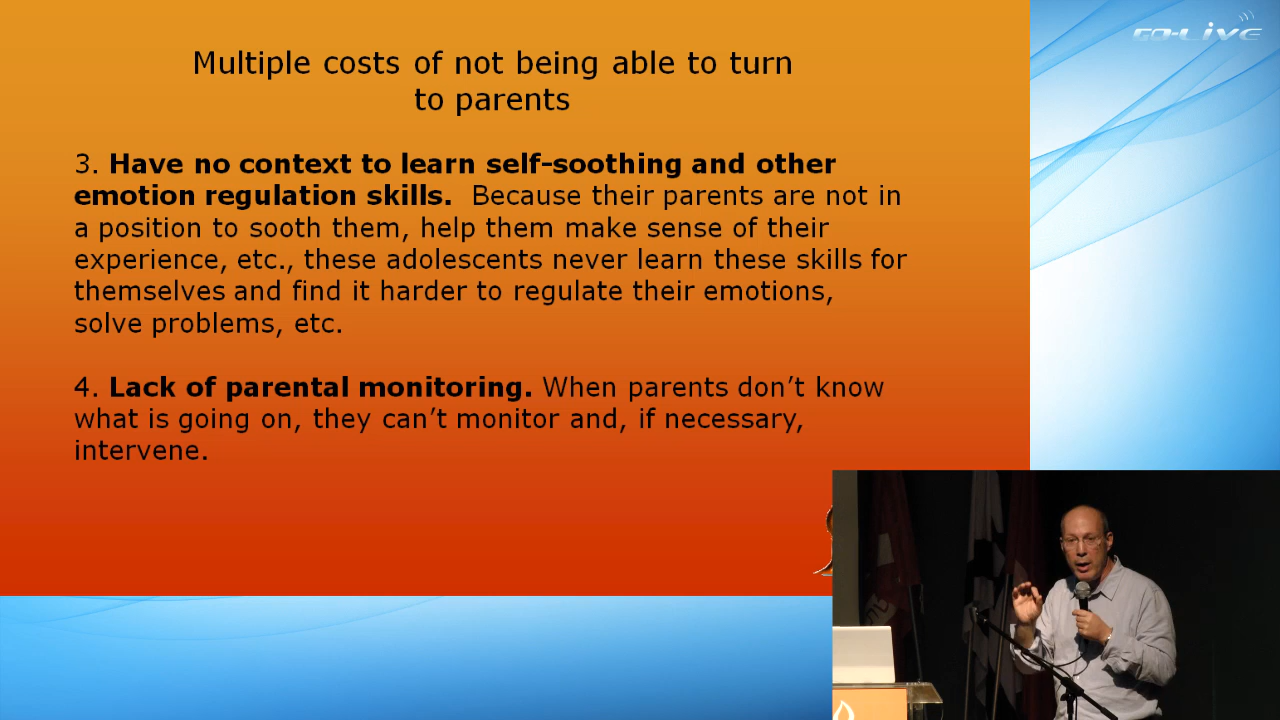 GO-LiVE
Multiple costs of not being able to turn
to parents
3. Have no context to learn self-soothing and other
emotion regulation skills. Because their parents are not in
a position to sooth them, help them make sense of their
experience, etc., these adolescents never learn these skills for
themselves and find it harder to regulate their emotions,
solve problems, etc.
4. Lack of parental monitoring. When parents don’t know
what is going on, they can’t monitor and, if necessary,
intervene.